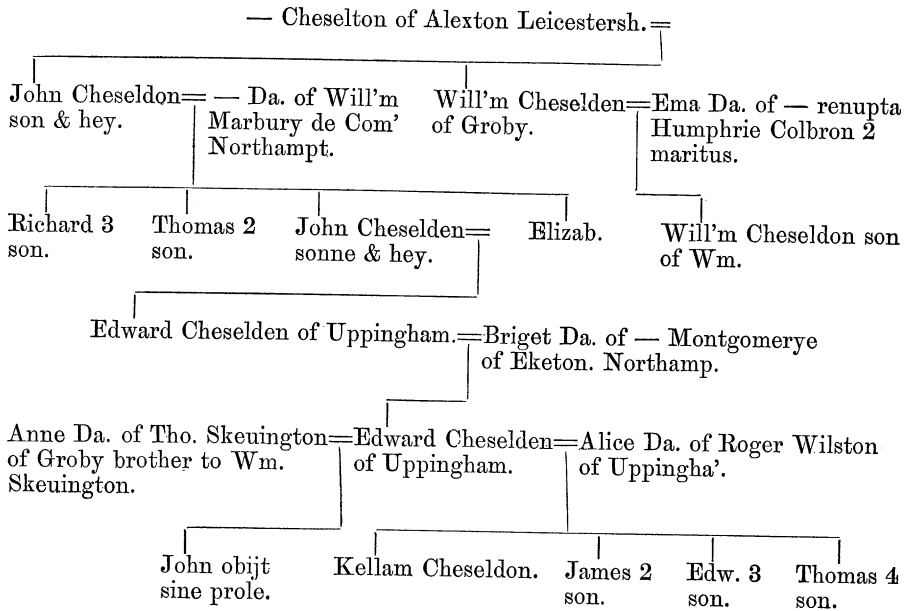 — Cheselton of Alexton Leicestersh.=
John Cheseldon=
son & hey.
— Da. of Will'm
Marbury de Com'
Northampt.
Will'm Cheselden=
of Groby.
Ema Da. of — renupta
Humphrie Colbron 2
maritus.
Richard 3
son.
Thomas 2
son.
John Cheselden=
sonne & hey.
Elizab.
Will'm Cheseldon son
of Wm.
Edward Cheselden of Uppingham.=
Briget Da. of — Montgomerye
of Eketon. Northamp.
Anne Da. of Tho. Skeuington=
of Groby brother to Wm.
Skeuington.
Edward Cheselden=
of Uppingham.
Alice Da. of Roger Wilston
of Uppingha'.
John obijt
sine prole.
Kellam Cheseldon.
James 2
son.
Edw. 3
son.
Thomas 4
son.